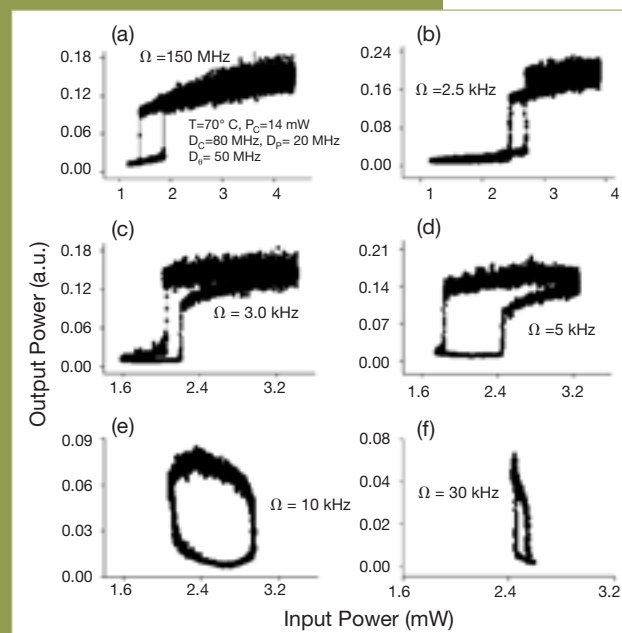 (a)
Ω =150 MHz
T=70° C, P_C=14 mW
D_C=80 MHz, D_P= 20 MHz
D_θ= 50 MHz
0.18
0.12
0.06
0.00
1 2 3 4
(b)
Ω =2.5 kHz
0.24
0.16
0.08
0.00
1 2 3 4
(c)
Ω = 3.0 kHz
0.18
0.12
0.06
0.00
1.6 2.4 3.2
(d)
Ω =5 kHz
0.21
0.14
0.07
0.00
1.6 2.4 3.2
(e)
Ω = 10 kHz
0.09
0.06
0.03
0.00
1.6 2.4 3.2
(f)
Ω = 30 kHz
0.08
0.04
0.02
0.00
1.6 2.4 3.2
Output Power (a.u.)
Input Power (mW)